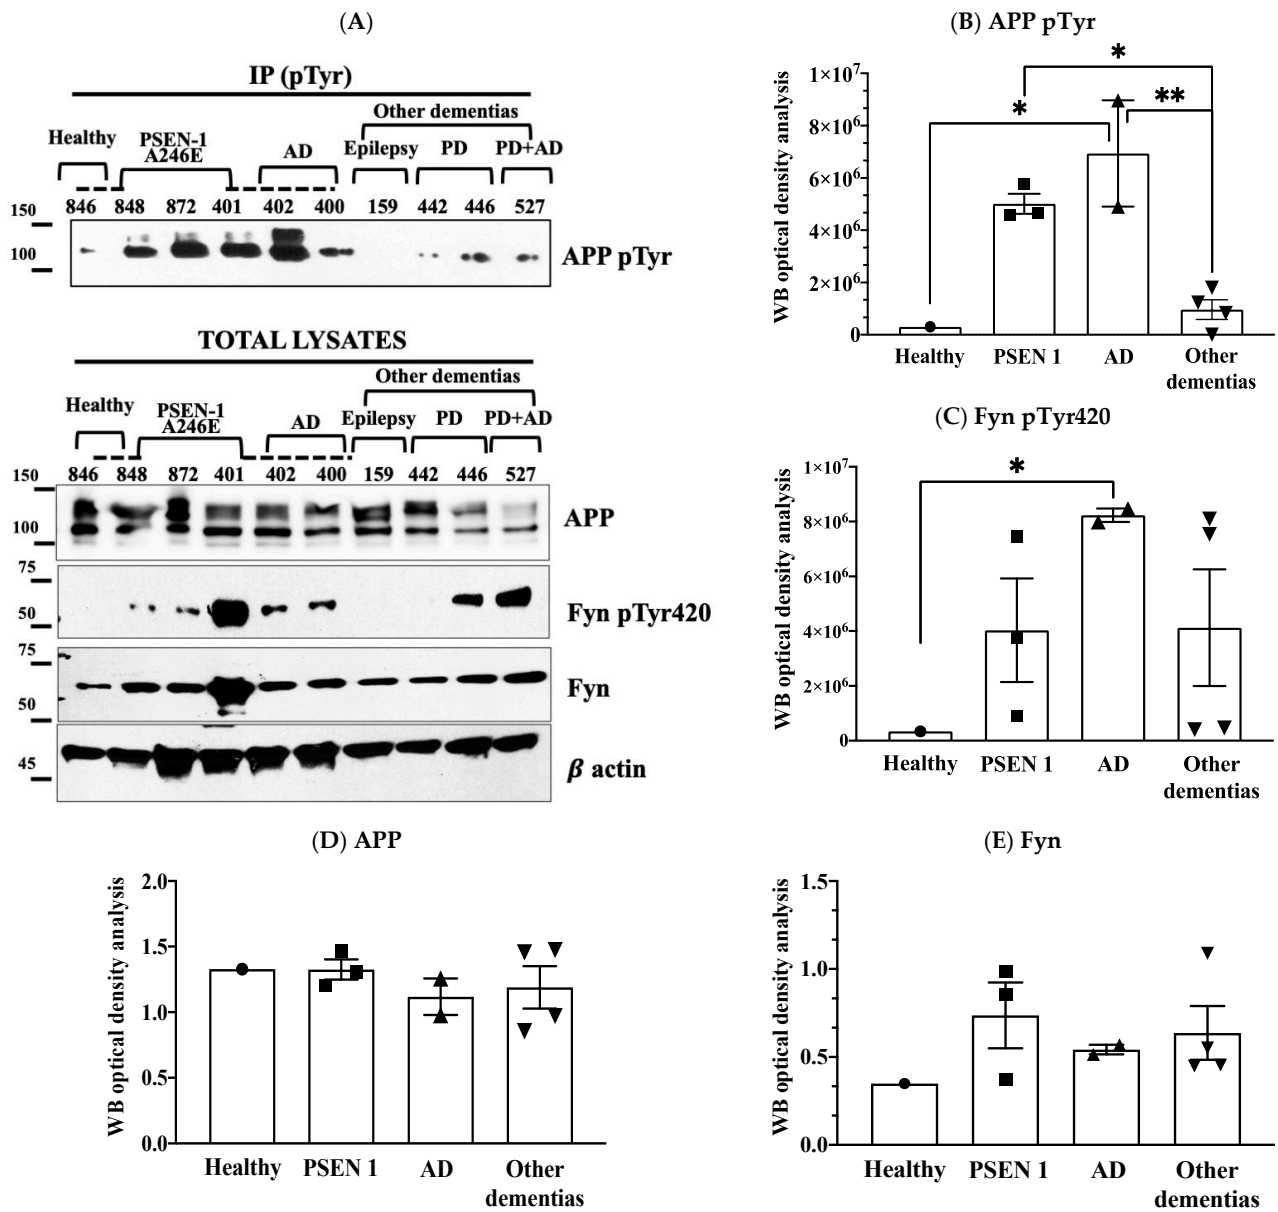 (A)
IP (pTyr)
Other dementias
Healthy PSEN-1 A246E AD Epilepsy PD PD+AD
846 848 872 401 402 400 159 442 446 527
150
100
APP pTyr
TOTAL LYSATES
Other dementias
Healthy PSEN-1 A246E AD Epilepsy PD PD+AD
846 848 872 401 402 400 159 442 446 527
150
100
APP
75
50
Fyn pTyr420
75
50
Fyn
45
β actin
(B) APP pTyr
WB optical density analysis
1×10⁷
8×10⁶
6×10⁶
4×10⁶
2×10⁶
0
*
*
**
Healthy PSEN 1 AD Other
dementias
(C) Fyn pTyr420
WB optical density analysis
1×10⁷
8×10⁶
6×10⁶
4×10⁶
2×10⁶
0
*
Healthy PSEN 1 AD Other
dementias
(D) APP
WB optical density analysis
2.0
1.5
1.0
0.5
0.0
Healthy PSEN 1 AD Other
dementias
(E) Fyn
WB optical density analysis
1.5
1.0
0.5
0.0
Healthy PSEN 1 AD Other
dementias